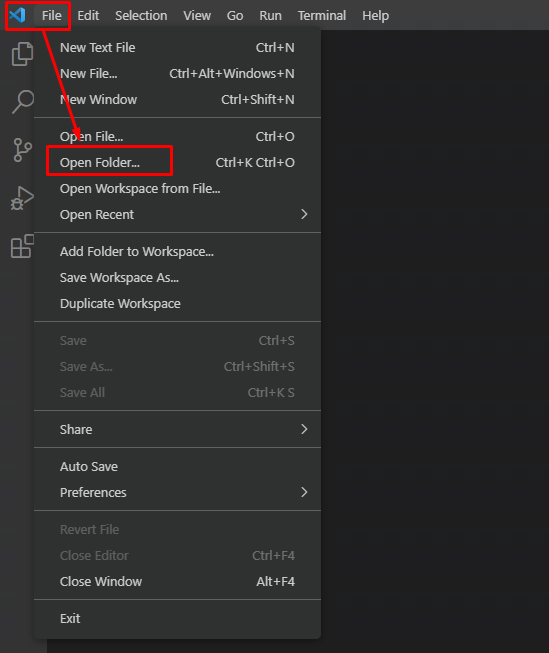 File Edit Selection View Go Run Terminal Help
New Text File Ctrl+N
New File... Ctrl+Alt+Windows+N
New Window Ctrl+Shift+N
Open File... Ctrl+O
Open Folder... Ctrl+K Ctrl+O
Open Workspace from File...
Open Recent
Add Folder to Workspace...
Save Workspace As...
Duplicate Workspace
Save Ctrl+S
Save As... Ctrl+Shift+S
Save All Ctrl+K S
Share
Auto Save
Preferences
Revert File
Close Editor Ctrl+F4
Close Window Alt+F4
Exit